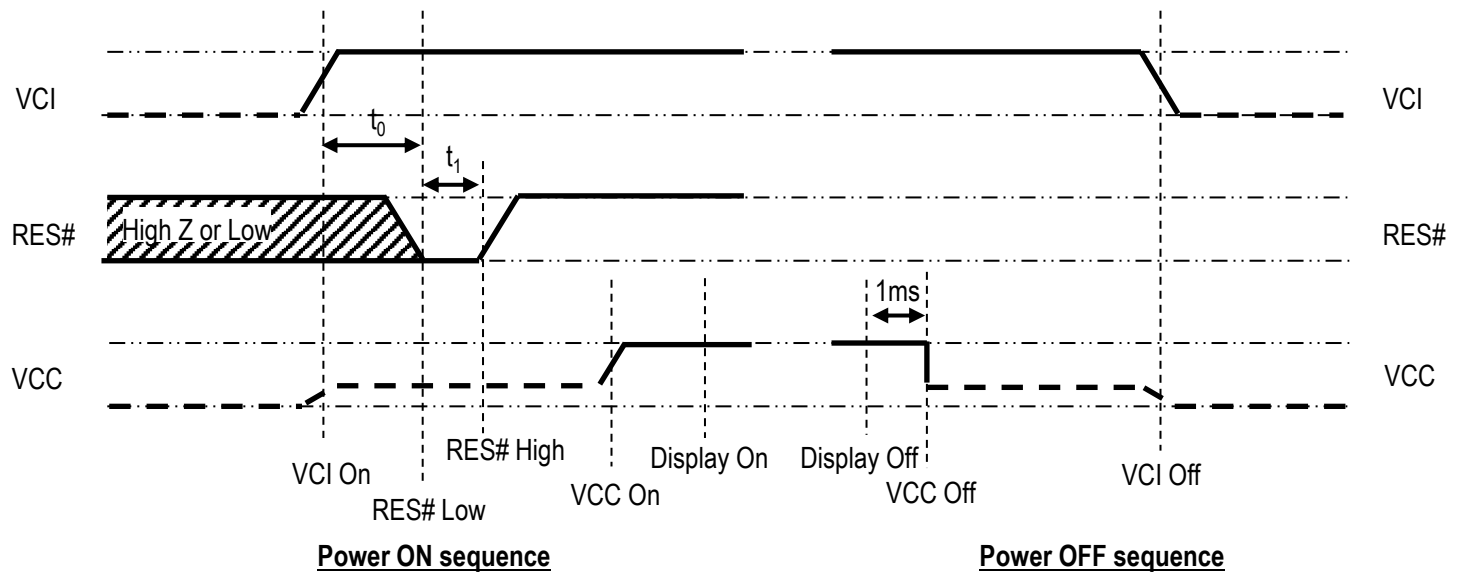 VCI
VCI
t0
t1
High Z or Low
RES#
RES#
1ms
VCC
VCC
RES# High
Display On
Display Off
VCI On
VCI Off
VCC On
VCC Off
RES# Low
Power ON sequence
Power OFF sequence